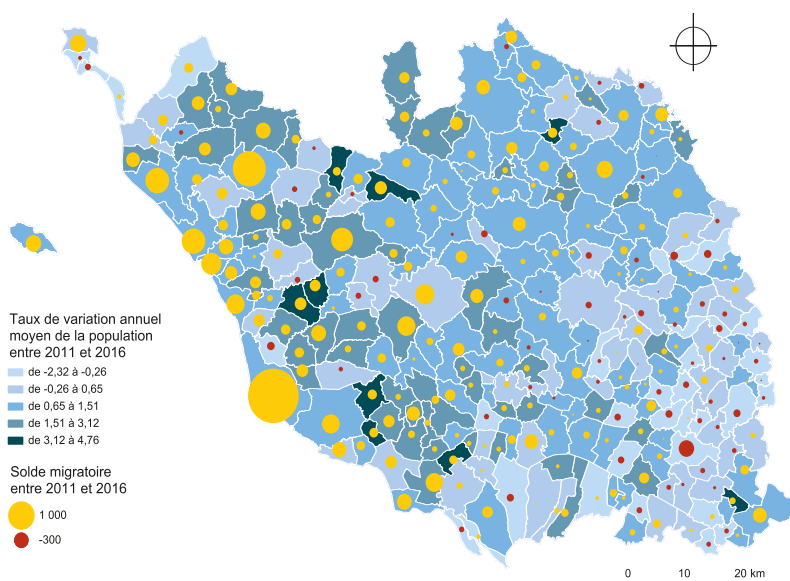 Taux de variation annuel
moyen de la population
entre 2011 et 2016
de -2,32 à -0,26
de -0,26 à 0,65
de 0,65 à 1,51
de 1,51 à 3,12
de 3,12 à 4,76
Solde migratoire
entre 2011 et 2016
1 000
-300
0 10 20 km